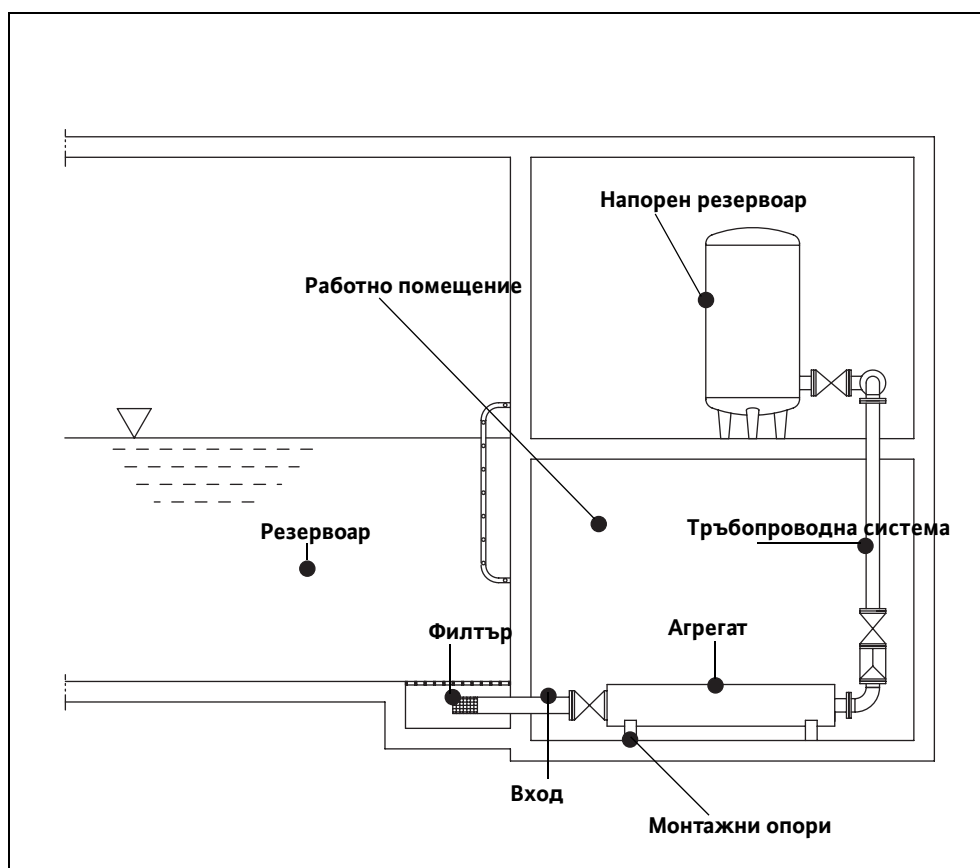 Напорен резервоар
Работно помещение
Резервоар
Тръбопроводна система
Филтър
Агрегат
Вход
Монтажни опори